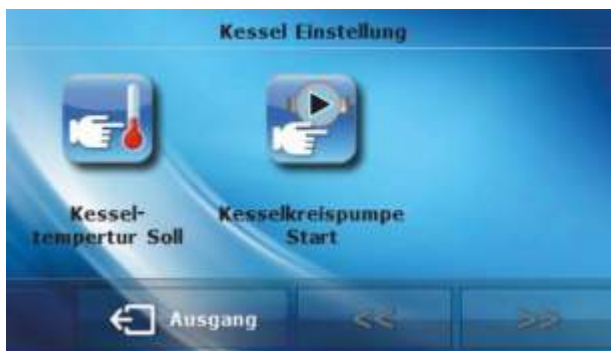 Kessel Einstellung
Kessel-
tempertur Soll
Kesselkreispumpe
Start
Ausgang
<<
>>